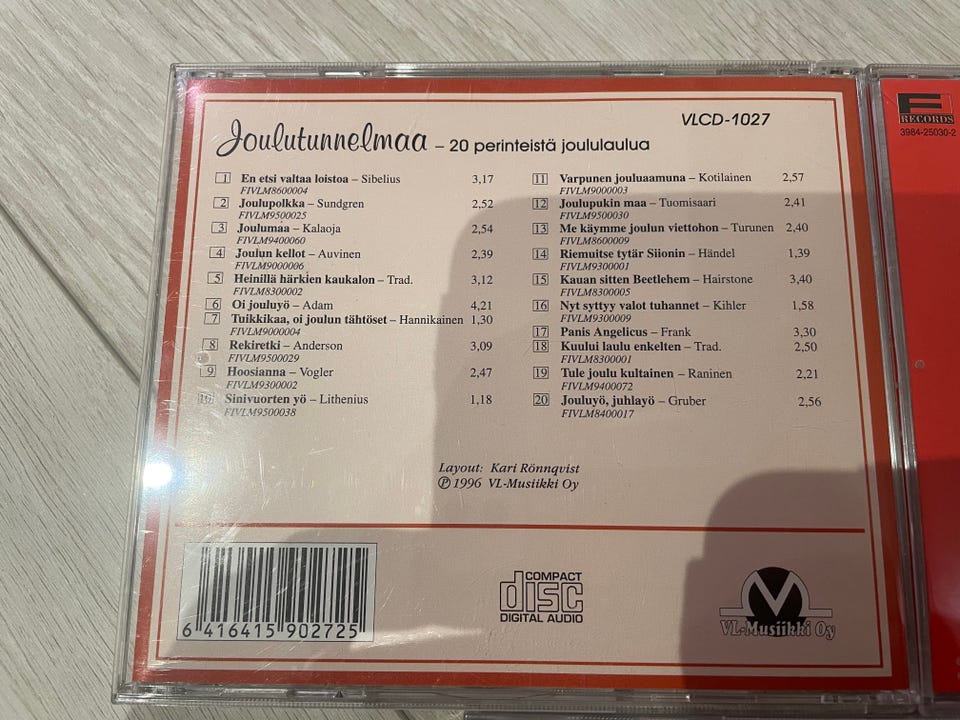 VLCD-1027
Joulutunnelmaa – 20 perinteistä joululaulua
1 En etsi valtaa loistoa – Sibelius 3,17
FIVLM8600004
2 Joulupolkka – Sundgren 2,52
FIVLM9500025
3 Joulumaa – Kalaoja 2,54
FIVLM9400060
4 Joulun kellot – Auvinen 2,39
FIVLM9000006
5 Heinillä härkien kaukalon – Trad. 3,12
FIVLM8300002
6 Oi jouluyö – Adam 4,21
7 Tuikkikaa, oi joulun tähtöset – Hannikainen 1,30
FIVLM9000004
8 Rekiretki – Anderson 3,09
FIVLM9500029
9 Hoosianna – Vogler 2,47
FIVLM9300002
10 Sinivuorten yö – Lithenius 1,18
FIVLM9500038
11 Varpunen jouluaamuna – Kotilainen 2,57
FIVLM9000003
12 Joulupukin maa – Tuomisaari 2,41
FIVLM9500030
13 Me käymme joulun viettohon – Turunen 2,40
FIVLM8600009
14 Riemuitse tytär Siionin – Händel 1,39
FIVLM9300001
15 Kauan sitten Beetlehem – Hairstone 3,40
FIVLM8300005
16 Nyt syttyy valot tuhannet – Kihler 1,58
FIVLM9300009
17 Panis Angelicus – Frank 3,30
18 Kuului laulu enkelten – Trad. 2,50
FIVLM8300001
19 Tule joulu kultainen – Raninen 2,21
FIVLM9400072
20 Jouluyö, juhlayö – Gruber 2,56
FIVLM8400017
Layout: Kari Rönnqvist
℗ 1996 VL-Musiikki Oy
6 416415 902725
COMPACT
disc
DIGITAL AUDIO
VL-Musiikki Oy
F
RECORDS
3984-25030-2